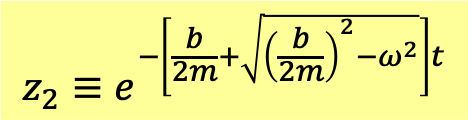 z₂ ≡ e^{-[b/2m + √((b/2m)² − ω²)]t}